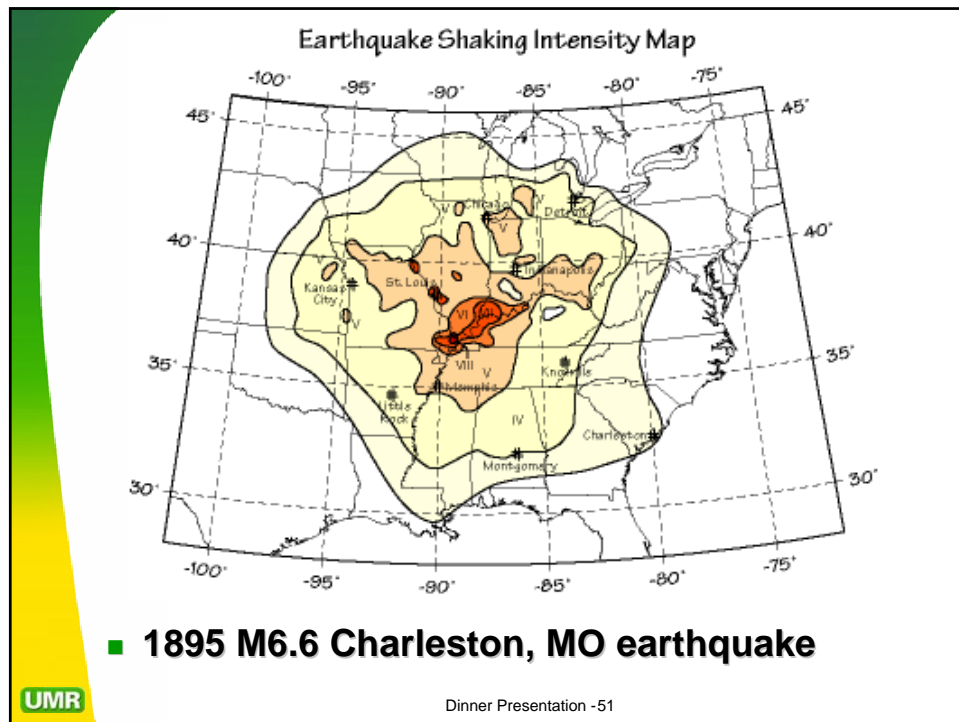 Earthquake Shaking Intensity Map
-100° -95° -90° -85° -80° -75°
45° 45°
40° 40°
35° 35°
30° 30°
-100° -95° -90° -85° -80° -75°
V Chicago V Detroit
V
Indianapolis
Kansas City St. Louis
V VI VII
VIII V Knoxville
Memphis
Little Rock
IV
Charleston
Montgomery
1895 M6.6 Charleston, MO earthquake
UMR
Dinner Presentation -51